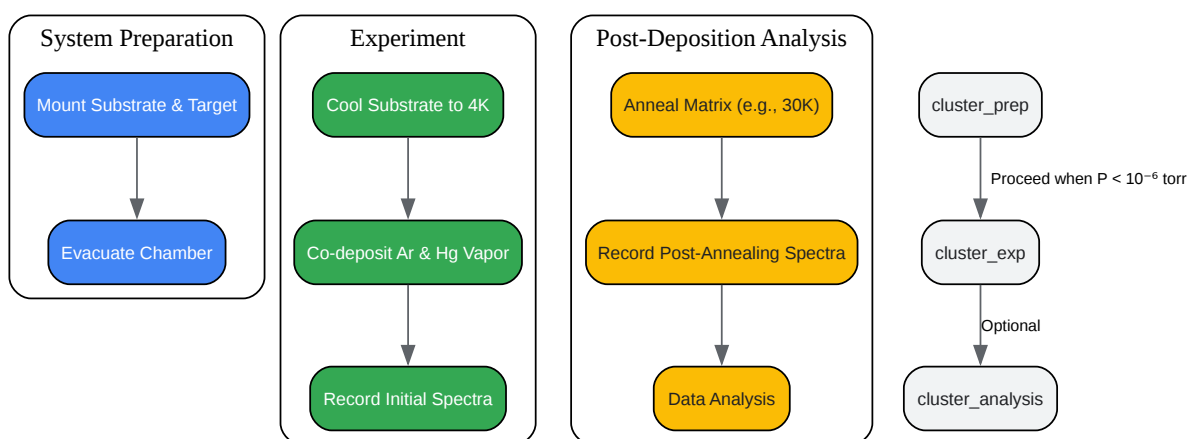 System Preparation
Mount Substrate & Target
Evacuate Chamber
Experiment
Cool Substrate to 4K
Co-deposit Ar & Hg Vapor
Record Initial Spectra
Post-Deposition Analysis
Anneal Matrix (e.g., 30K)
Record Post-Annealing Spectra
Data Analysis
cluster_prep
Proceed when P < 10⁻⁶ torr
cluster_exp
Optional
cluster_analysis